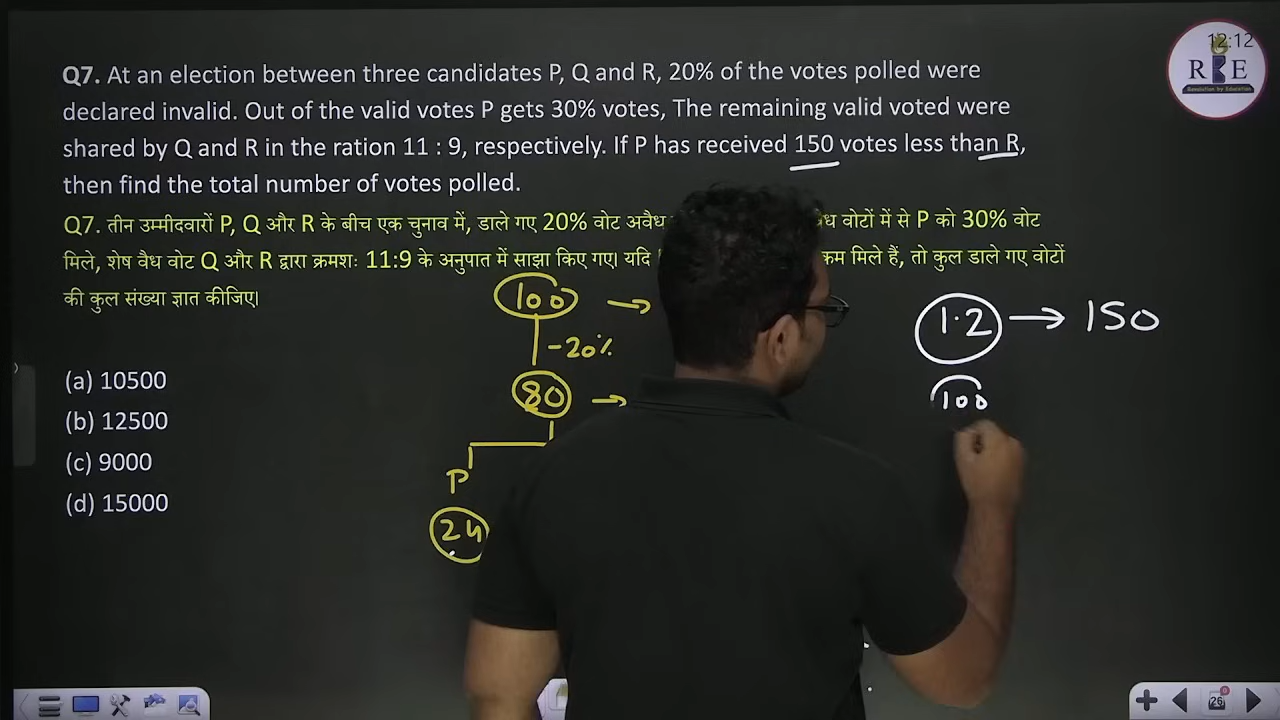 12:12
R E
Revolution by Education
Q7. At an election between three candidates P, Q and R, 20% of the votes polled were
declared invalid. Out of the valid votes P gets 30% votes, The remaining valid voted were
shared by Q and R in the ration 11 : 9, respectively. If P has received 150 votes less than R,
then find the total number of votes polled.
Q7. तीन उम्मीदवारों P, Q और R के बीच एक चुनाव में, डाले गए 20% वोट अवैध वोटों में से P को 30% वोट
मिले, शेष वैध वोट Q और R द्वारा क्रमशः 11:9 के अनुपात में साझा किए गए। यदि कम मिले हैं, तो कुल डाले गए वोटों
की कुल संख्या ज्ञात कीजिए।
(a) 10500
(b) 12500
(c) 9000
(d) 15000
100 →
-20%
80 →
P
24
1.2 → 150
100
26